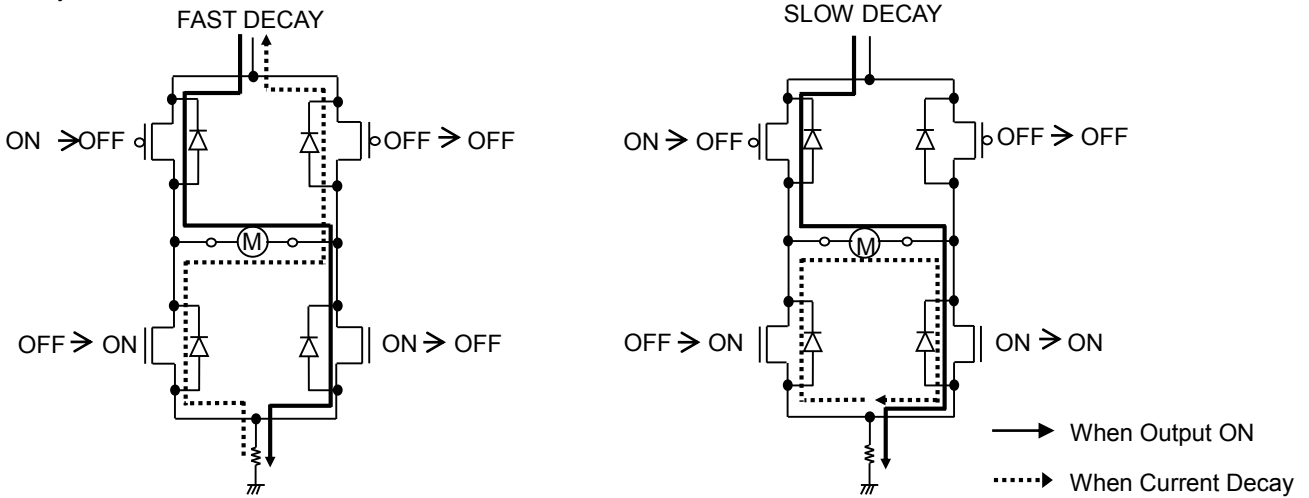 FAST DECAY
SLOW DECAY
ON → OFF
OFF → OFF
ON → OFF
OFF → OFF
M
M
OFF → ON
ON → OFF
OFF → ON
ON → ON
When Output ON
When Current Decay